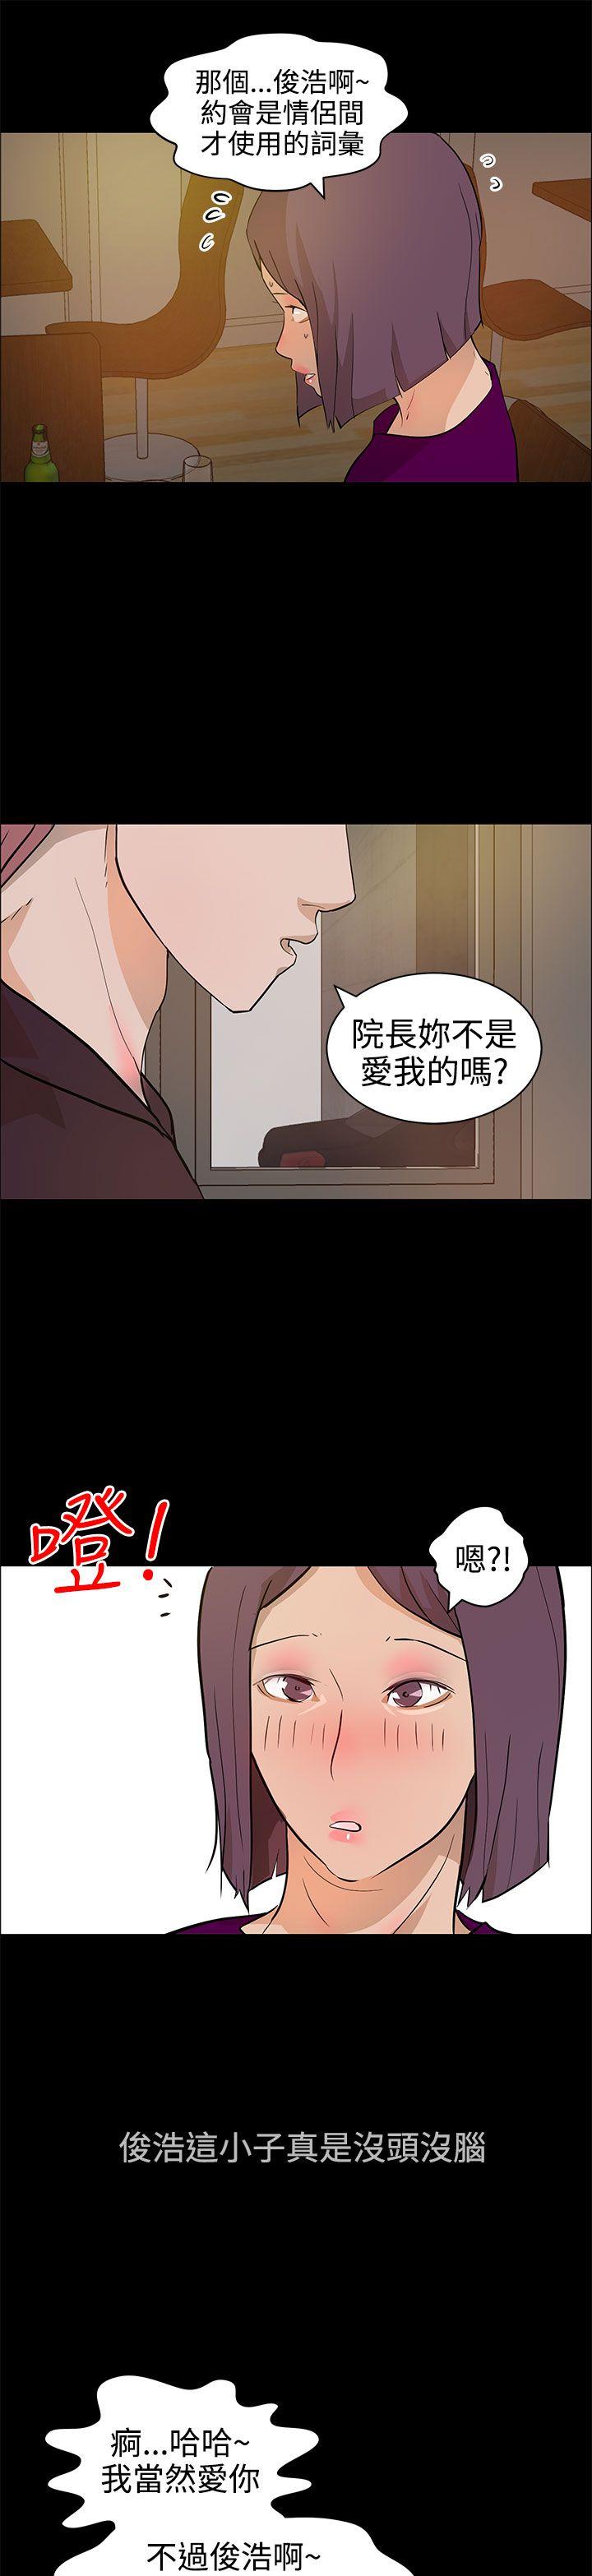 那個...俊浩啊~
約會是情侶間
才使用的詞彙
院長妳不是
愛我的嗎?
噔!
嗯?!
俊浩這小子真是沒頭沒腦
痾...哈哈~
我當然愛你
不過俊浩啊~